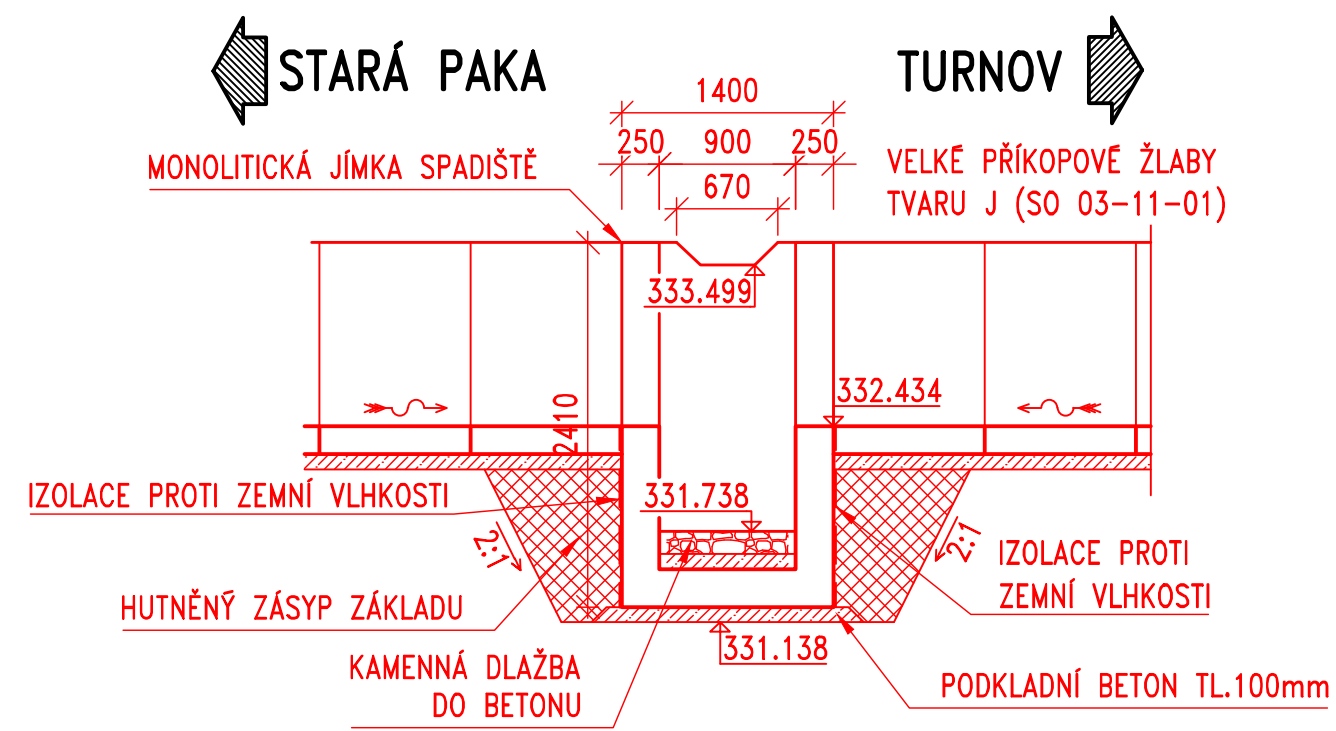 STARÁ PAKA
TURNOV
1400
250
900
250
670
MONOLITICKÁ JÍMKA SPADIŠTĚ
VELKÉ PŘÍKOPOVÉ ŽLABY
TVARU J (SO 03-11-01)
333.499
332.434
2410
IZOLACE PROTI ZEMNÍ VLHKOSTI
331.738
2:1
2:1
IZOLACE PROTI
ZEMNÍ VLHKOSTI
HUTNĚNÝ ZÁSYP ZÁKLADU
331.138
KAMENNÁ DLAŽBA
DO BETONU
PODKLADNÍ BETON TL.100mm